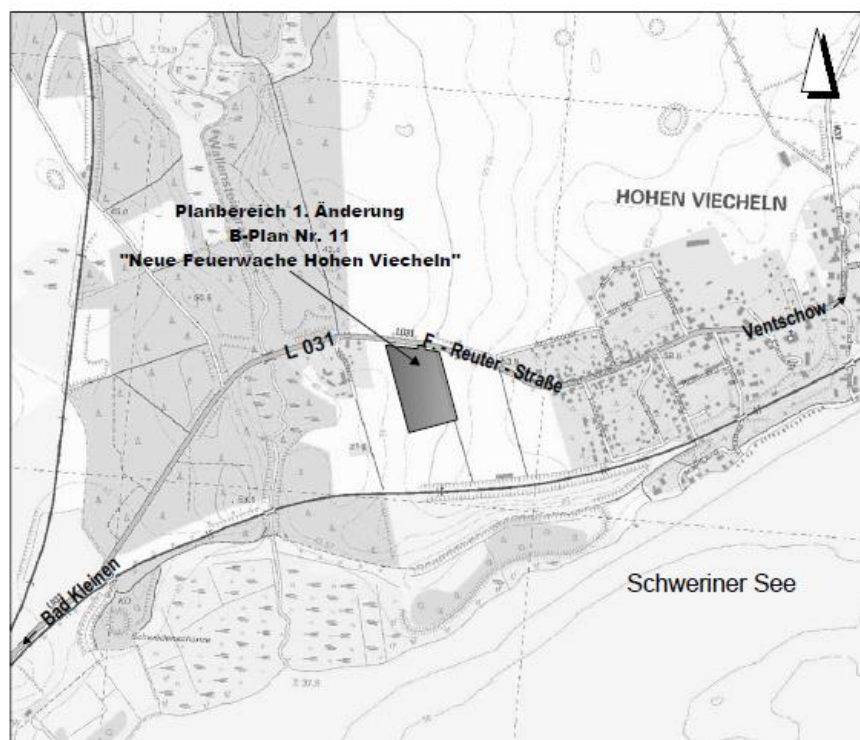 HOHEN VIECHELN
Planbereich 1. Änderung
B-Plan Nr. 11
"Neue Feuerwache Hohen Viecheln"
L 031
F. - Reuter - Straße
Ventschow
Bad Kleinen
Schwedenschanze
Schweriner See